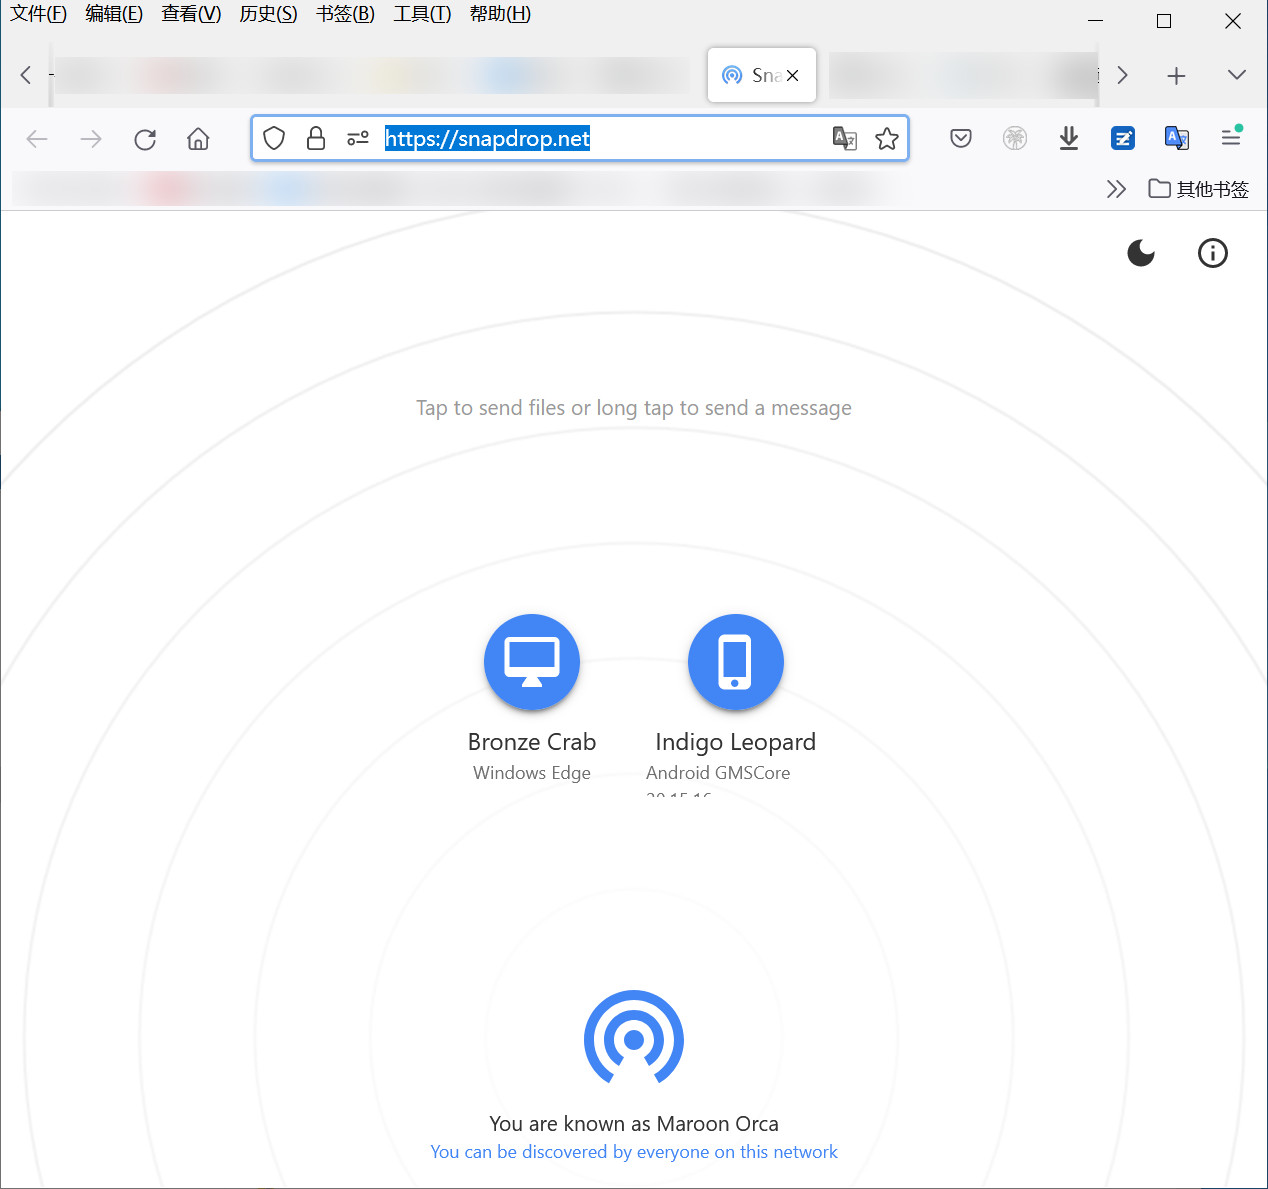 文件(F) 编辑(E) 查看(V) 历史(S) 书签(B) 工具(T) 帮助(H)
Sna
https://snapdrop.net
其他书签
Tap to send files or long tap to send a message
Bronze Crab
Windows Edge
Indigo Leopard
Android GMSCore
You are known as Maroon Orca
You can be discovered by everyone on this network